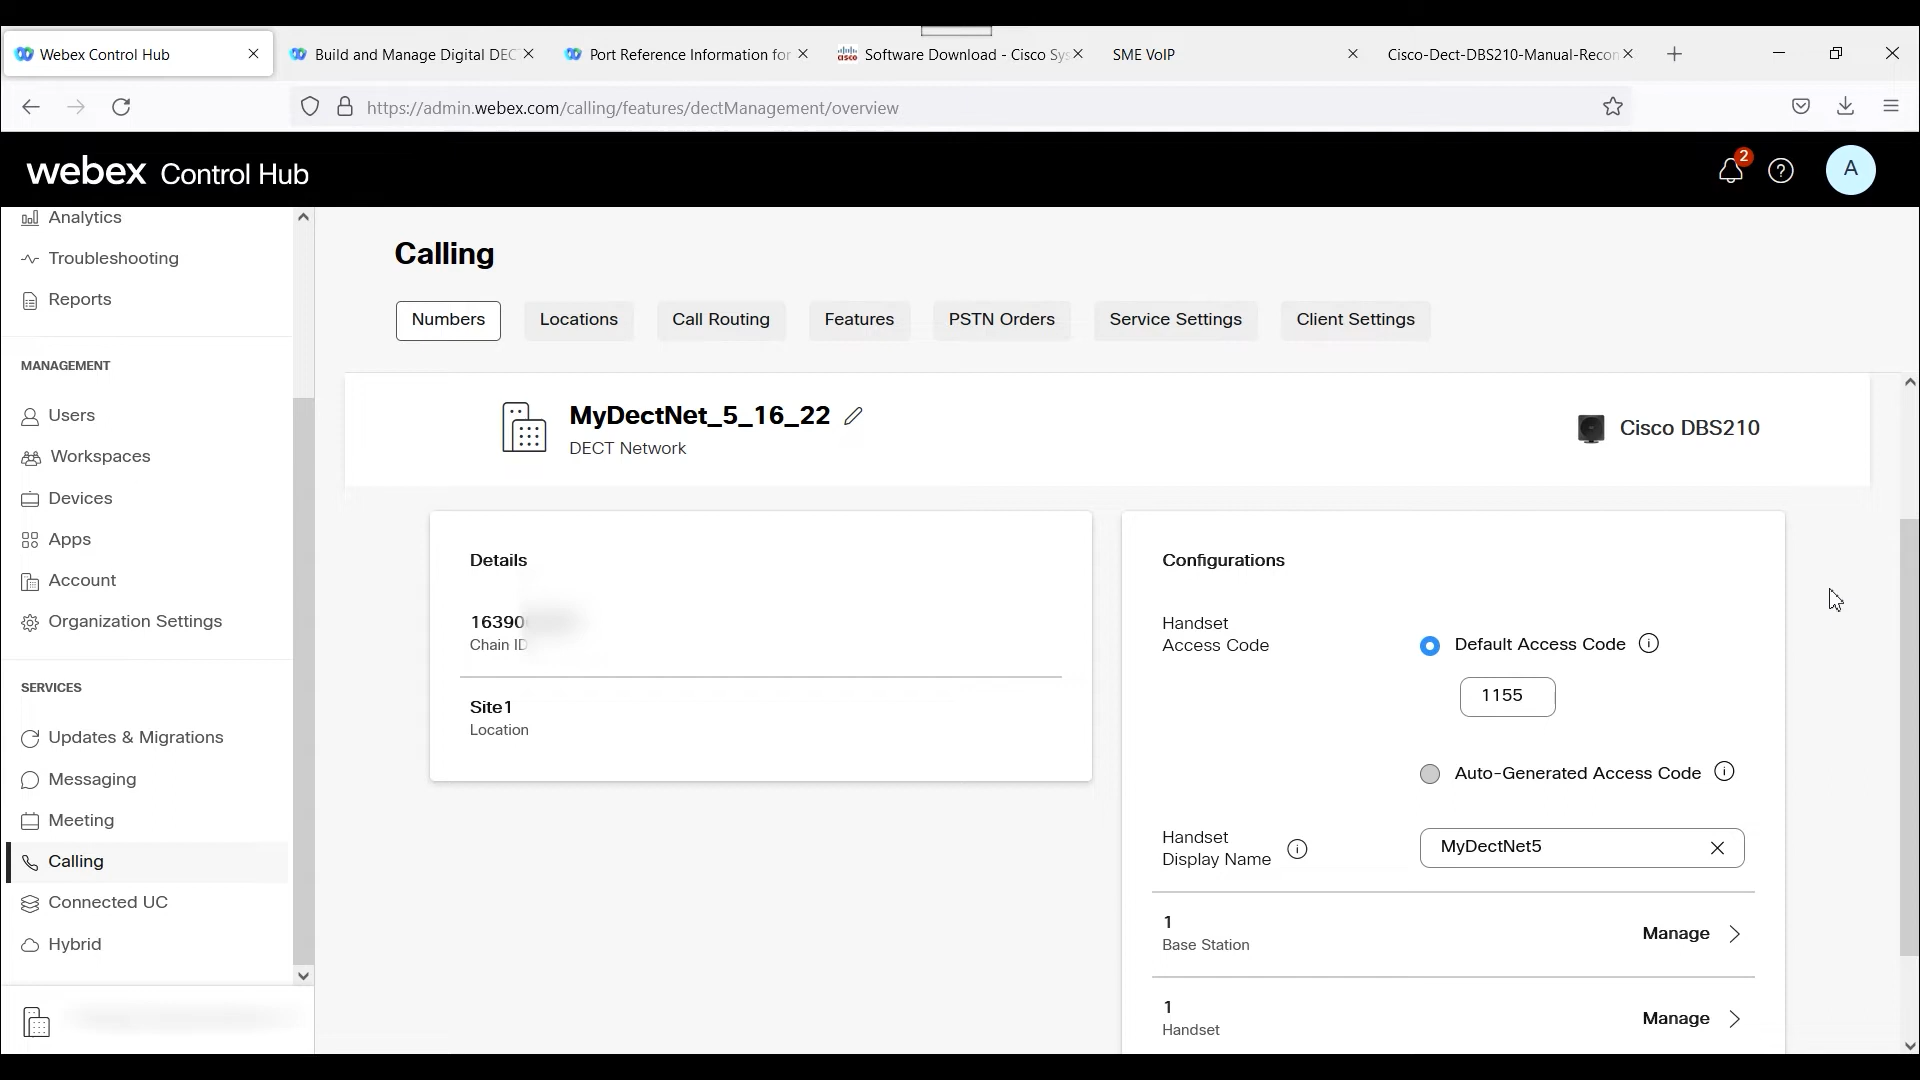 Webex Control Hub
Build and Manage Digital DEC
Port Reference Information for
Software Download - Cisco Sys
SME VoIP
Cisco-Dect-DBS210-Manual-Recon
https://admin.webex.com/calling/features/dectManagement/overview
webex Control Hub
2
A
Analytics
Troubleshooting
Reports
MANAGEMENT
Users
Workspaces
Devices
Apps
Account
Organization Settings
SERVICES
Updates & Migrations
Messaging
Meeting
Calling
Connected UC
Hybrid
Calling
Numbers
Locations
Call Routing
Features
PSTN Orders
Service Settings
Client Settings
MyDectNet_5_16_22
DECT Network
Cisco DBS210
Details
16390
Chain ID
Site1
Location
Configurations
Handset
Access Code
Default Access Code
1155
Auto-Generated Access Code
Handset
Display Name
MyDectNet5
1
Base Station
Manage
1
Handset
Manage